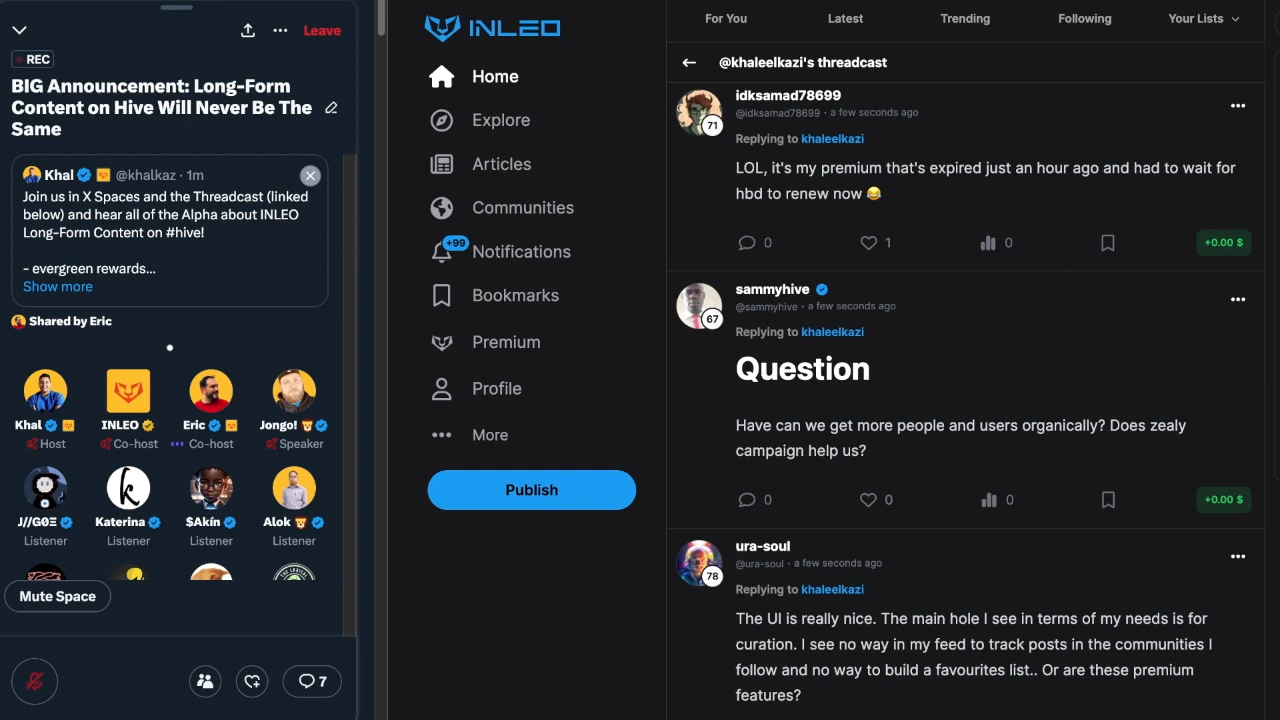 Leave
REC
BIG Announcement: Long-Form
Content on Hive Will Never Be The
Same
Khal @khalkaz · 1m
Join us in X Spaces and the Threadcast (linked
below) and hear all of the Alpha about INLEO
Long-Form Content on #hive!
- evergreen rewards...
Show more
Shared by Eric
Khal INLEO Eric Jongo!
Host Co-host Co-host Speaker
J//GØΞ Katerina $Akín Alok
Listener Listener Listener Listener
Mute Space
7
INLEO
Home
Explore
Articles
Communities
+99
Notifications
Bookmarks
Premium
Profile
More
Publish
For You Latest Trending Following Your Lists
@khaleelkazi's threadcast
idksamad78699
71
@idksamad78699 · a few seconds ago
Replying to khaleelkazi
LOL, it's my premium that's expired just an hour ago and had to wait for
hbd to renew now 😂
0 1 0 +0.00 $
sammyhive
67
@sammyhive · a few seconds ago
Replying to khaleelkazi
Question
Have can we get more people and users organically? Does zealy
campaign help us?
0 0 0 +0.00 $
ura-soul
78
@ura-soul · a few seconds ago
Replying to khaleelkazi
The UI is really nice. The main hole I see in terms of my needs is for
curation. I see no way in my feed to track posts in the communities I
follow and no way to build a favourites list.. Or are these premium
features?